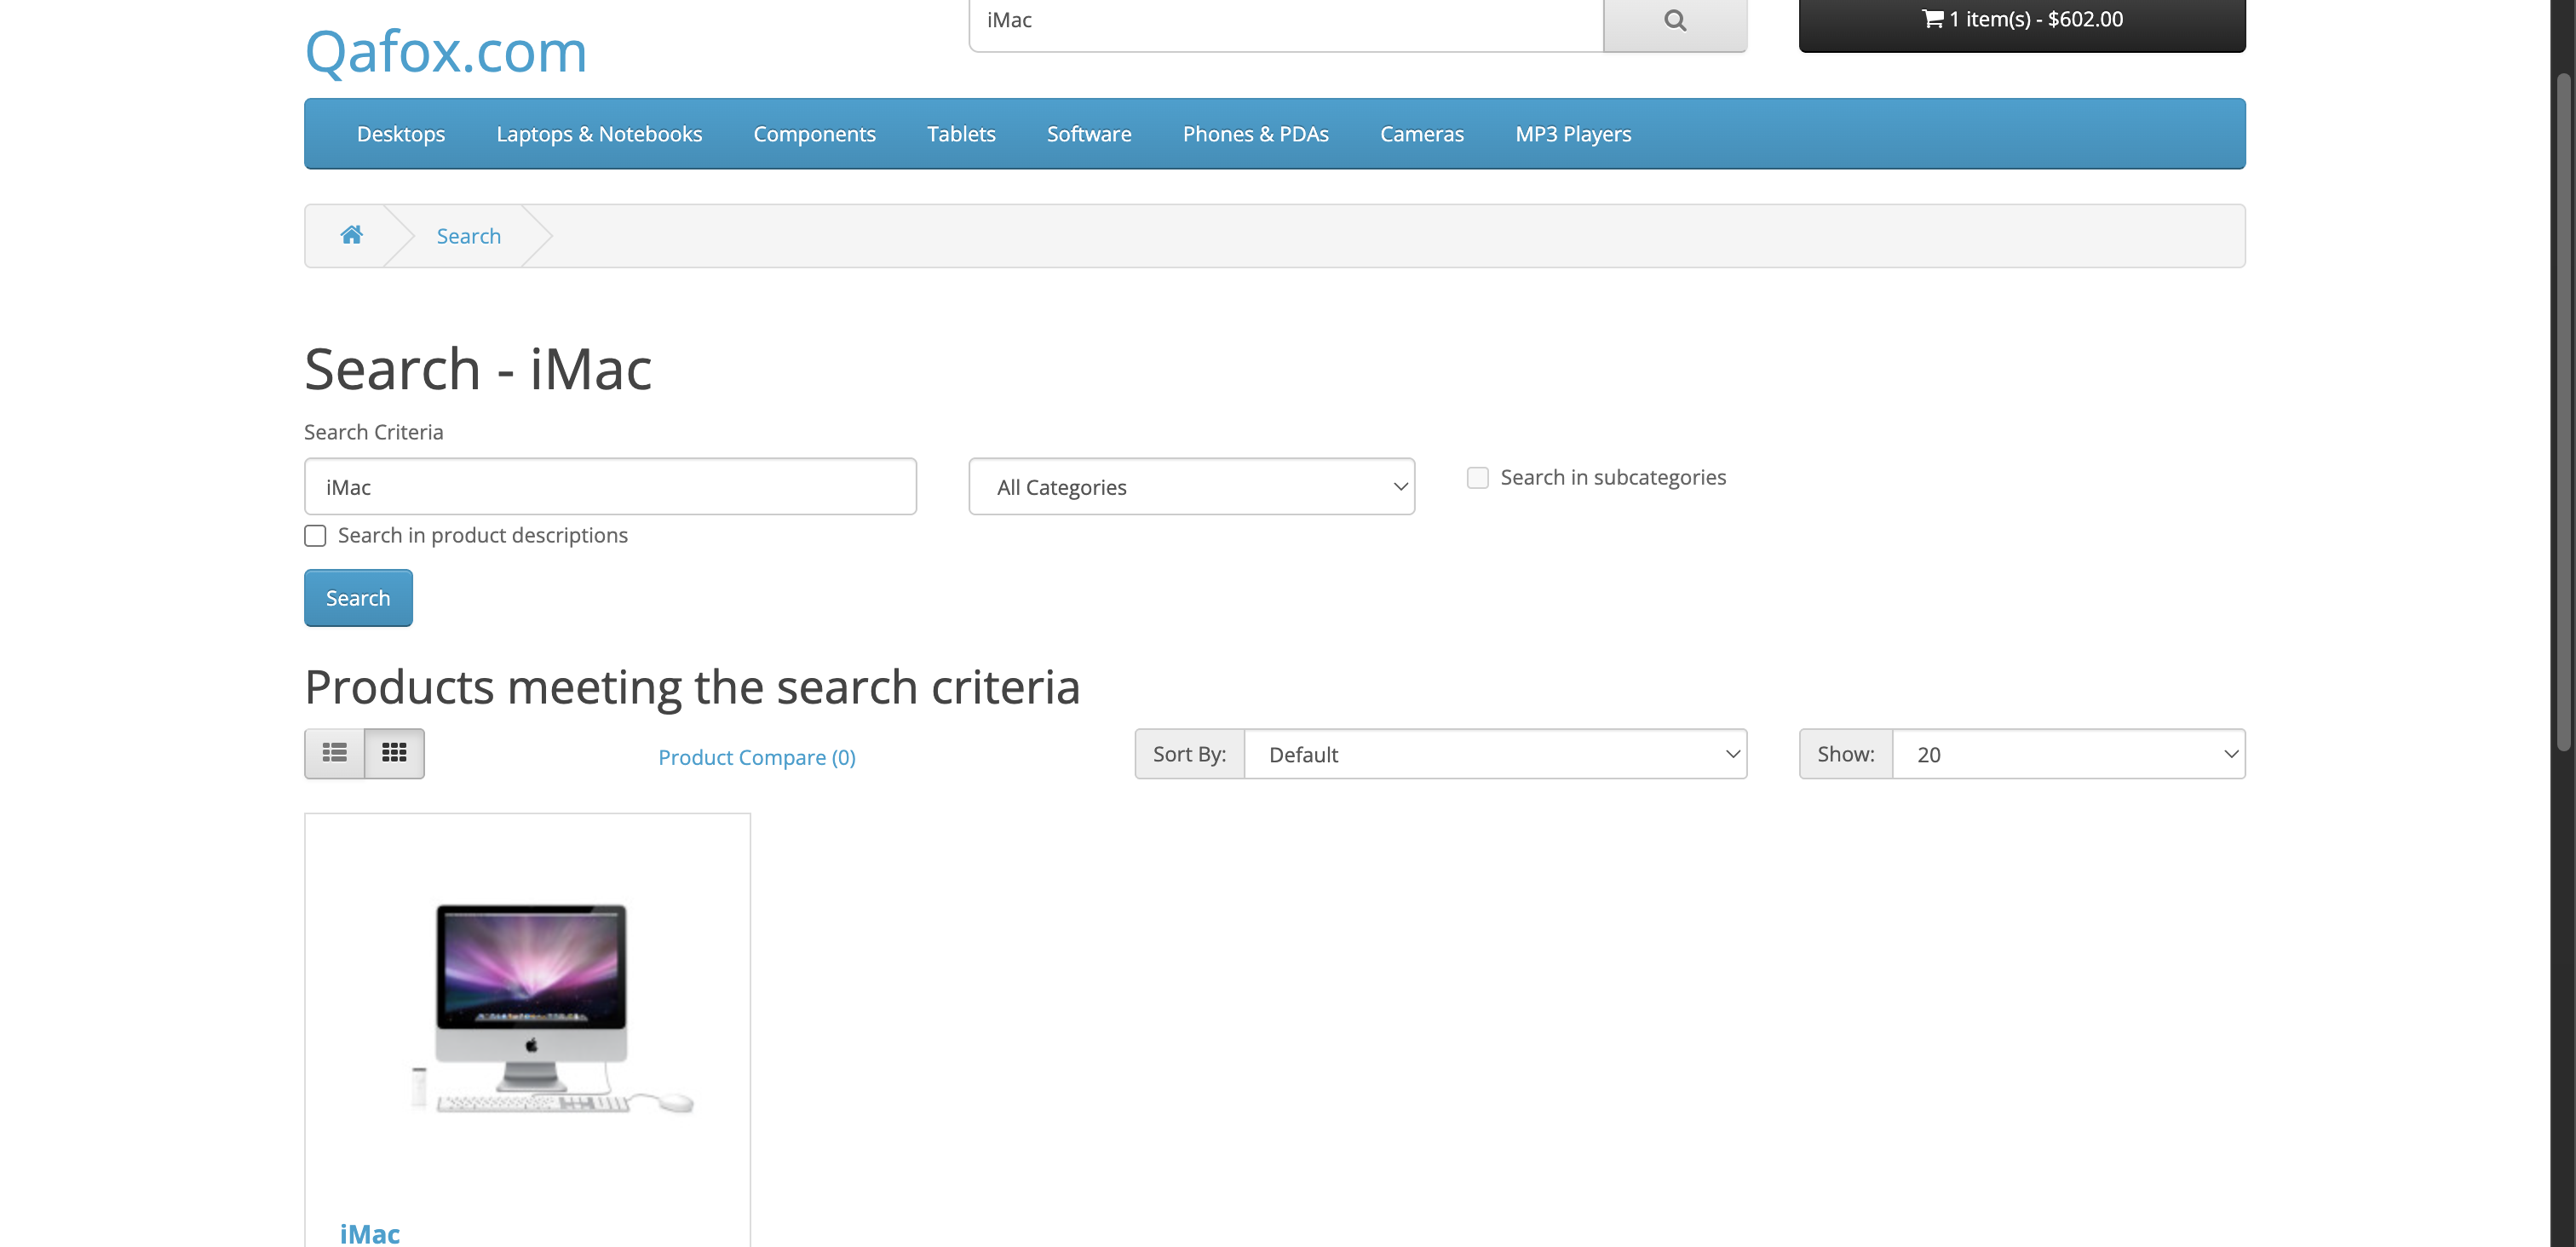 iMac
1 item(s) - $602.00
Qafox.com
Desktops Laptops & Notebooks Components Tablets Software Phones & PDAs Cameras MP3 Players
Search
Search - iMac
Search Criteria
iMac All Categories Search in subcategories
Search in product descriptions
Search
Products meeting the search criteria
Product Compare (0) Sort By: Default Show: 20
iMac